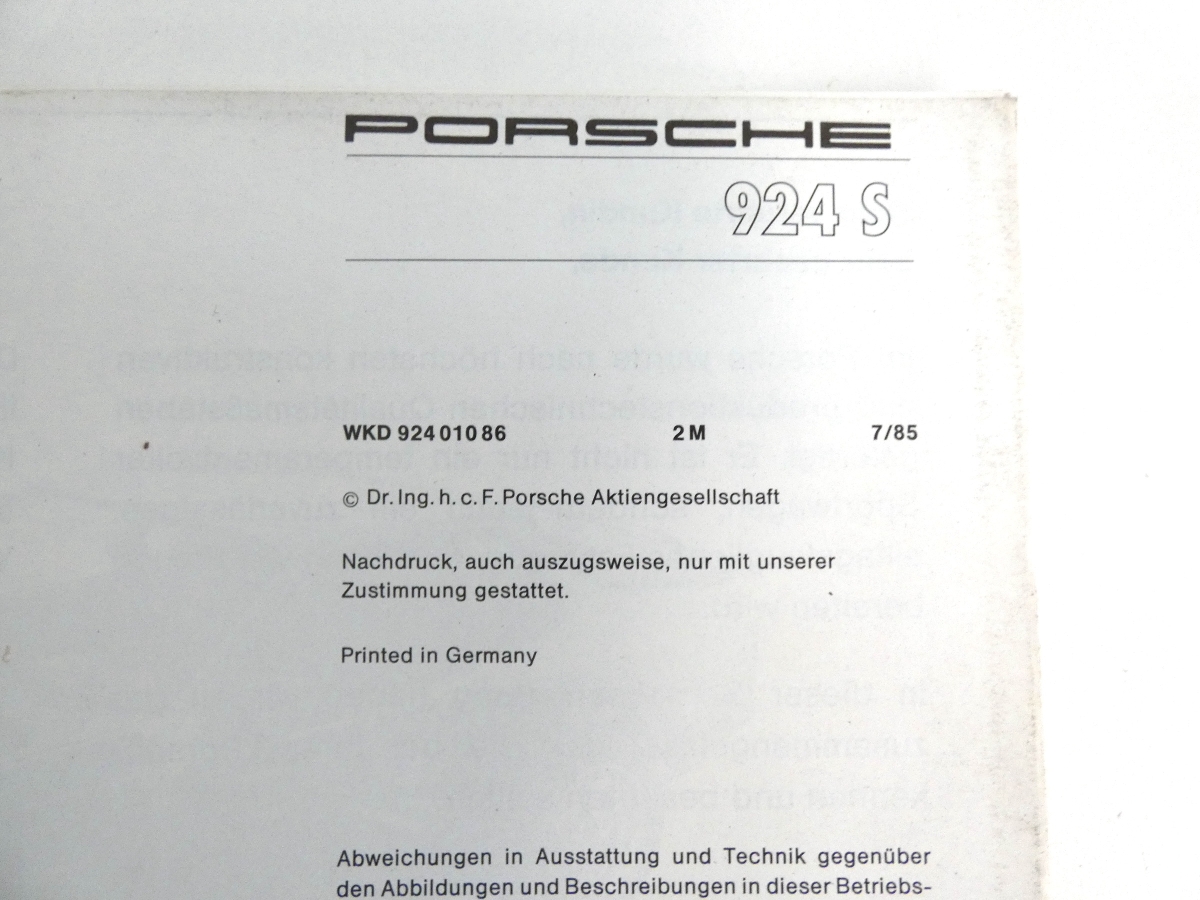 PORSCHE
924 S
WKD 924 010 86 2 M 7/85
© Dr. Ing. h. c. F. Porsche Aktiengesellschaft
Nachdruck, auch auszugsweise, nur mit unserer
Zustimmung gestattet.
Printed in Germany
Abweichungen in Ausstattung und Technik gegenüber
den Abbildungen und Beschreibungen in dieser Betriebs-